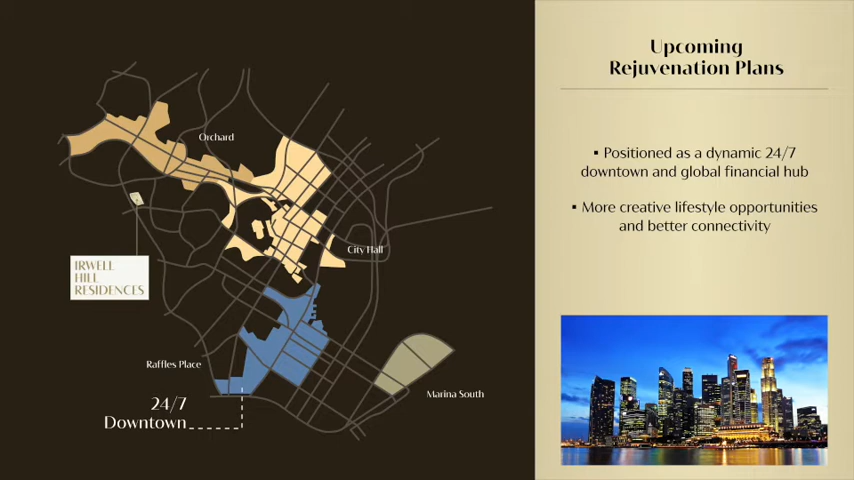 Upcoming
Rejuvenation Plans
▪ Positioned as a dynamic 24/7
downtown and global financial hub
▪ More creative lifestyle opportunities
and better connectivity
Orchard
City Hall
IRWELL
HILL
RESIDENCES
Raffles Place
Marina South
24/7
Downtown